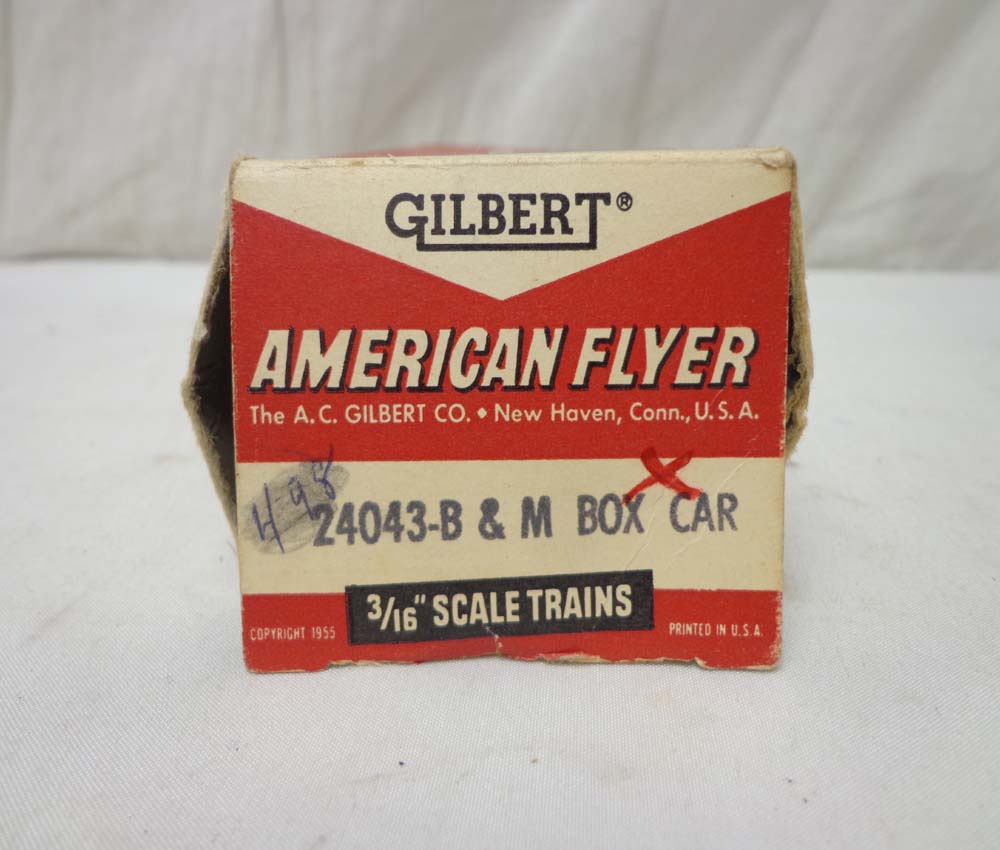 GILBERT®
AMERICAN FLYER
The A.C. GILBERT CO. • New Haven, Conn., U.S.A.
4-98
24043-B & M BOX CAR
X
3/16" SCALE TRAINS
COPYRIGHT 1955
PRINTED IN U.S.A.